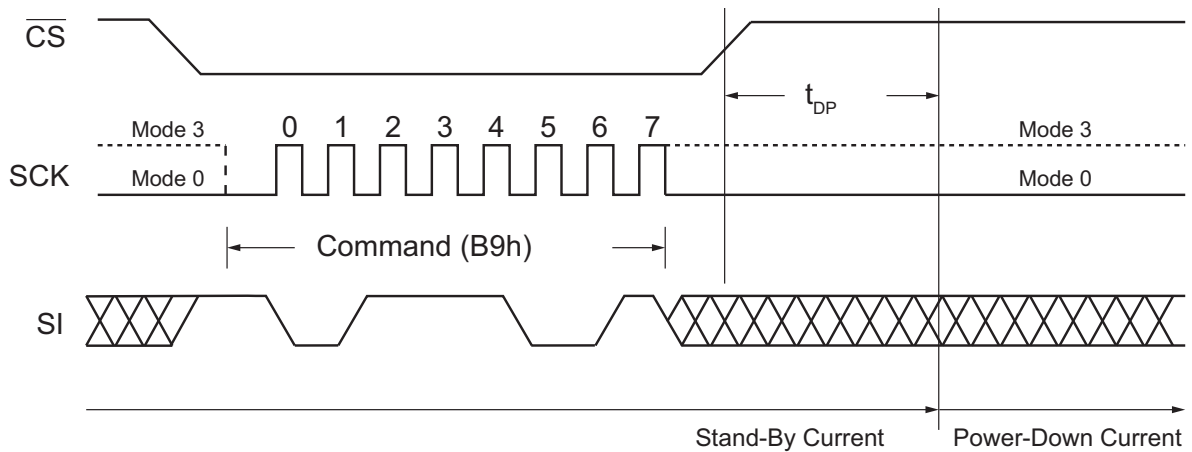 CS
t_DP
0 1 2 3 4 5 6 7
Mode 3
Mode 3
SCK
Mode 0
Mode 0
Command (B9h)
SI
Stand-By Current
Power-Down Current